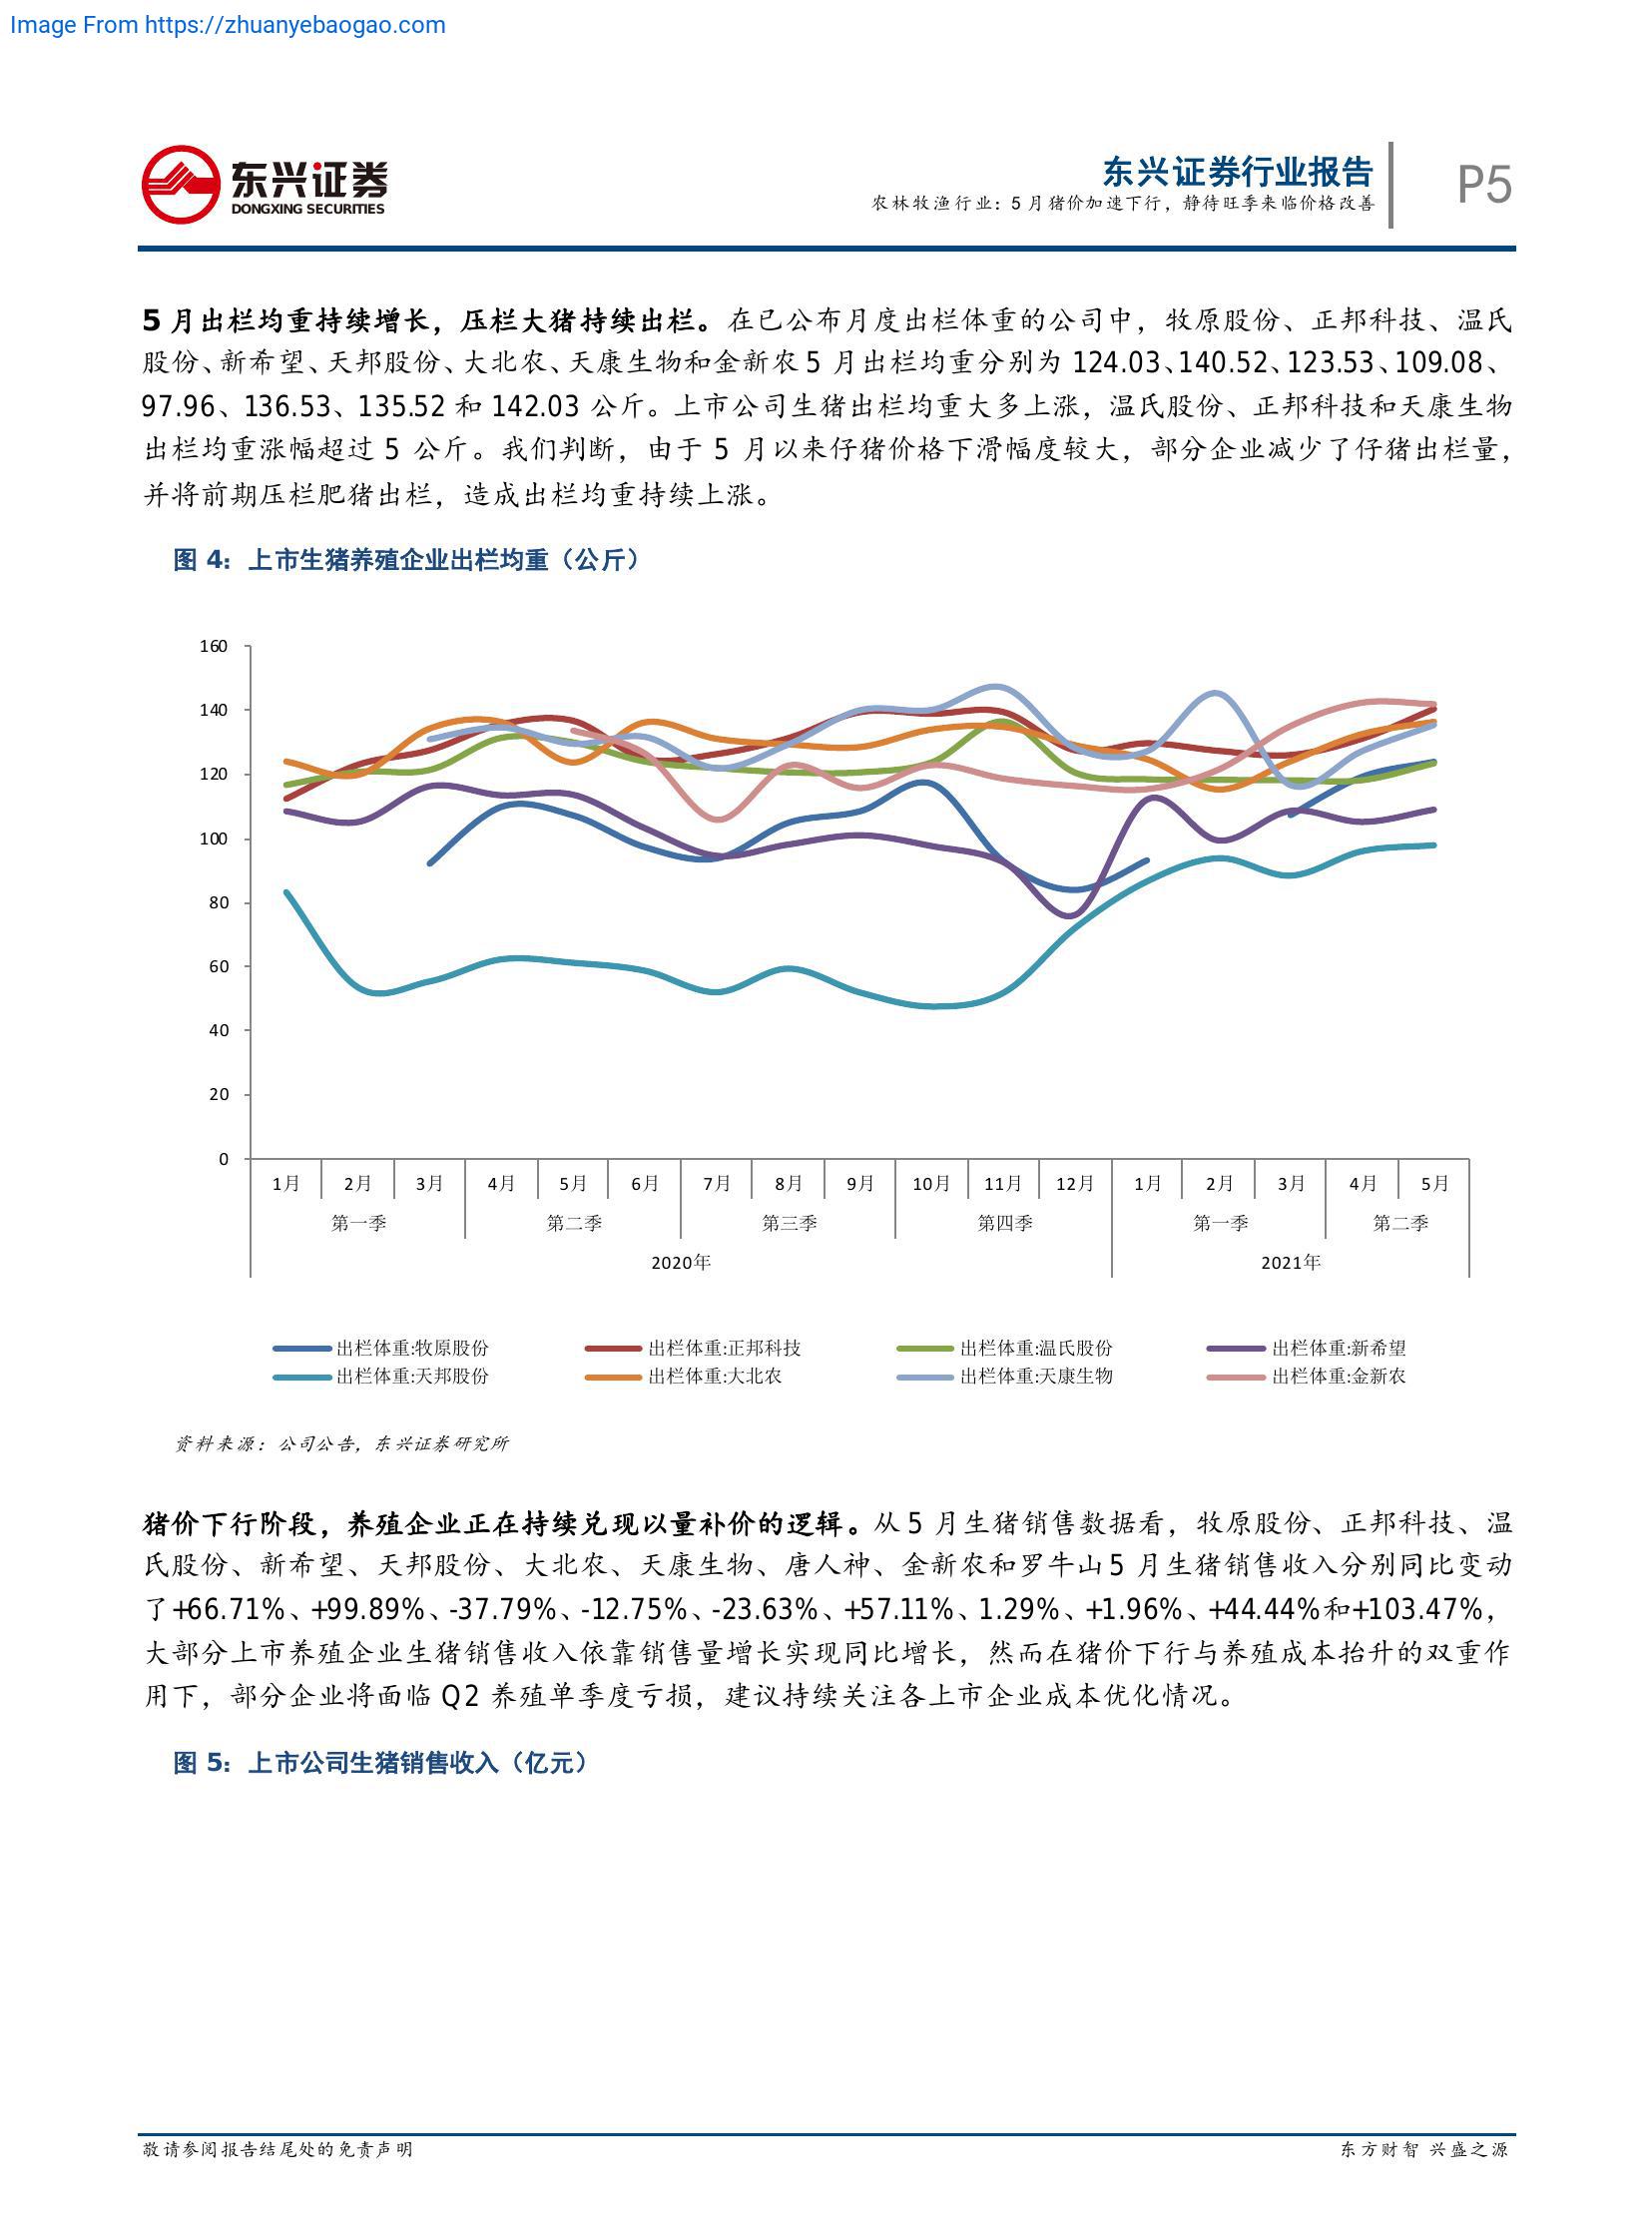 Image From https://zhuanyebaogao.com
东兴证券
DONGXING SECURITIES
东兴证券行业报告
农林牧渔行业：5 月猪价加速下行，静待旺季来临价格改善
P5
5 月出栏均重持续增长，压栏大猪持续出栏。在已公布月度出栏体重的公司中，牧原股份、正邦科技、温氏
股份、新希望、天邦股份、大北农、天康生物和金新农 5 月出栏均重分别为 124.03、140.52、123.53、109.08、
97.96、136.53、135.52 和 142.03 公斤。上市公司生猪出栏均重大多上涨，温氏股份、正邦科技和天康生物
出栏均重涨幅超过 5 公斤。我们判断，由于 5 月以来仔猪价格下滑幅度较大，部分企业减少了仔猪出栏量，
并将前期压栏肥猪出栏，造成出栏均重持续上涨。
图 4：上市生猪养殖企业出栏均重（公斤）
160
140
120
100
80
60
40
20
0
1月 2月 3月 4月 5月 6月 7月 8月 9月 10月 11月 12月 1月 2月 3月 4月 5月
第一季 第二季 第三季 第四季 第一季 第二季
2020年 2021年
出栏体重:牧原股份 出栏体重:正邦科技 出栏体重:温氏股份 出栏体重:新希望
出栏体重:天邦股份 出栏体重:大北农 出栏体重:天康生物 出栏体重:金新农
资料来源：公司公告，东兴证券研究所
猪价下行阶段，养殖企业正在持续兑现以量补价的逻辑。从 5 月生猪销售数据看，牧原股份、正邦科技、温
氏股份、新希望、天邦股份、大北农、天康生物、唐人神、金新农和罗牛山 5 月生猪销售收入分别同比变动
了+66.71%、+99.89%、-37.79%、-12.75%、-23.63%、+57.11%、1.29%、+1.96%、+44.44%和+103.47%，
大部分上市养殖企业生猪销售收入依靠销售量增长实现同比增长，然而在猪价下行与养殖成本抬升的双重作
用下，部分企业将面临 Q2 养殖单季度亏损，建议持续关注各上市企业成本优化情况。
图 5：上市公司生猪销售收入（亿元）
敬请参阅报告结尾处的免责声明
东方财智 兴盛之源